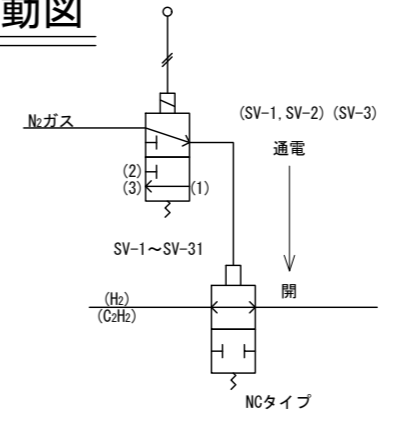 動図
N₂ガス
(SV-1, SV-2) (SV-3)
通電
(2)
(3)
(1)
SV-1～SV-31
開
(H₂)
(C₂H₂)
NCタイプ